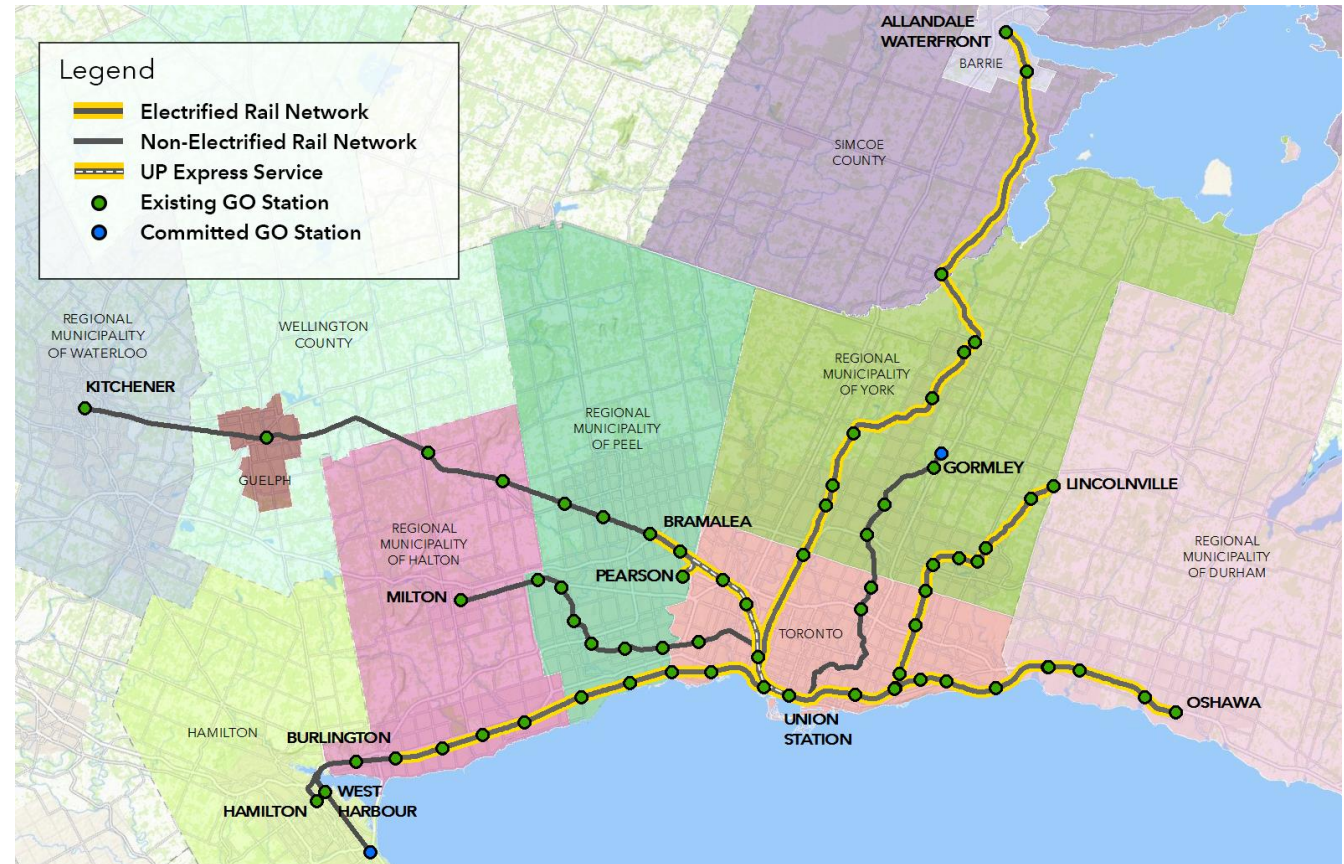 ALLANDALE
WATERFRONT
BARRIE
Legend
Electrified Rail Network
Non-Electrified Rail Network
UP Express Service
Existing GO Station
Committed GO Station
SIMCOE
COUNTY
REGIONAL
MUNICIPALITY
OF WATERLOO
WELLINGTON
COUNTY
KITCHENER
REGIONAL
MUNICIPALITY
OF YORK
REGIONAL
MUNICIPALITY
OF PEEL
GUELPH
GORMLEY
LINCOLNVILLE
BRAMALEA
REGIONAL
MUNICIPALITY
OF HALTON
REGIONAL
MUNICIPALITY
OF DURHAM
PEARSON
MILTON
TORONTO
OSHAWA
UNION
STATION
HAMILTON
BURLINGTON
WEST
HARBOUR
HAMILTON